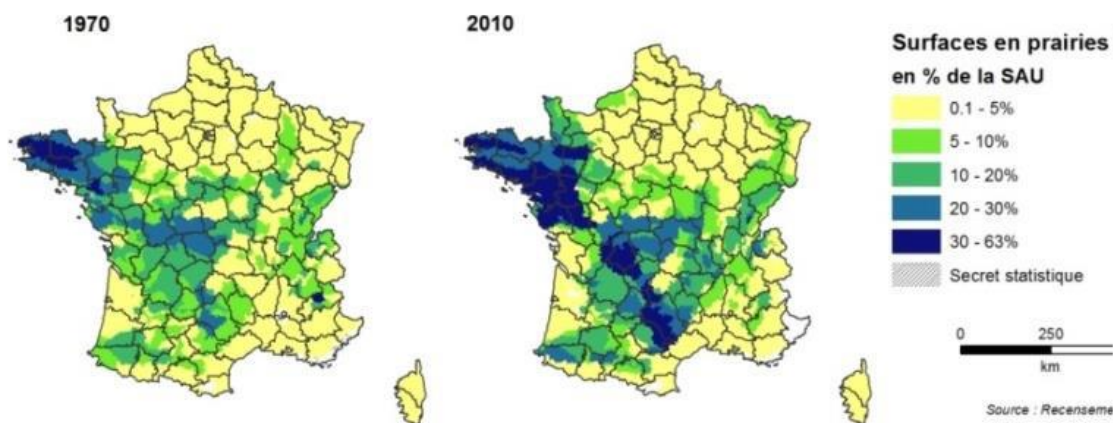 1970
2010
Surfaces en prairies
en % de la SAU
0.1 - 5%
5 - 10%
10 - 20%
20 - 30%
30 - 63%
Secret statistique
0 250
km
Source : Recenseme